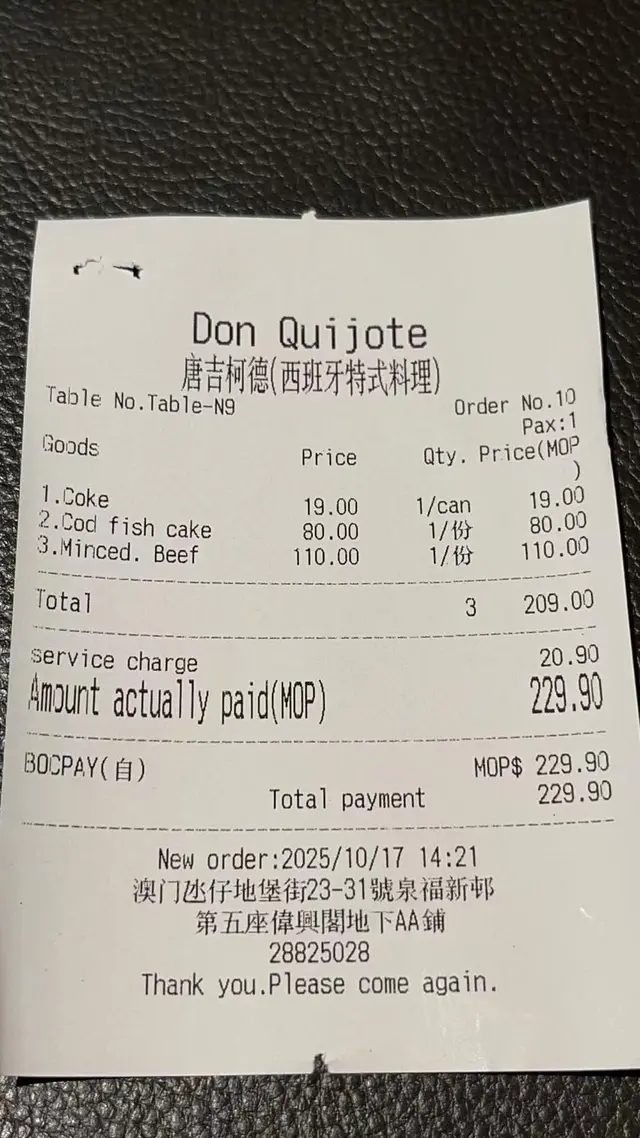 Don Quijote
唐吉柯德(西班牙特式料理)
Table No.Table-N9
Order No.10
Pax:1
Goods Price Qty. Price(MOP
)
1.Coke 19.00 1/can 19.00
2.Cod fish cake 80.00 1/份 80.00
3.Minced. Beef 110.00 1/份 110.00
Total 3 209.00
service charge 20.90
Amount actually paid(MOP) 229.90
BOCPAY(自) MOP$ 229.90
Total payment 229.90
New order:2025/10/17 14:21
澳门氹仔地堡街23-31號泉福新邨
第五座偉興閣地下AA鋪
28825028
Thank you.Please come again.